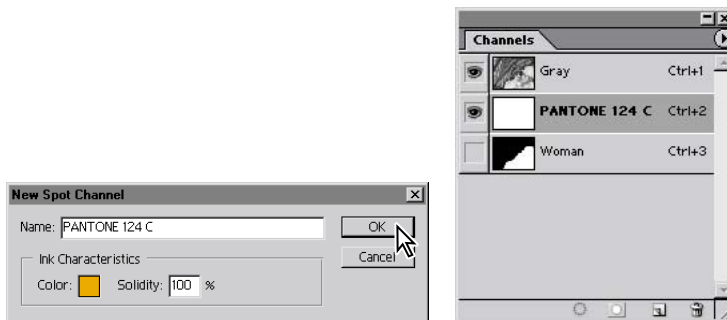 New Spot Channel
Name: PANTONE 124 C
OK
Ink Characteristics
Cancel
Color: Solidity: 100 %
Channels
Gray Ctrl+1
PANTONE 124 C Ctrl+2
Woman Ctrl+3